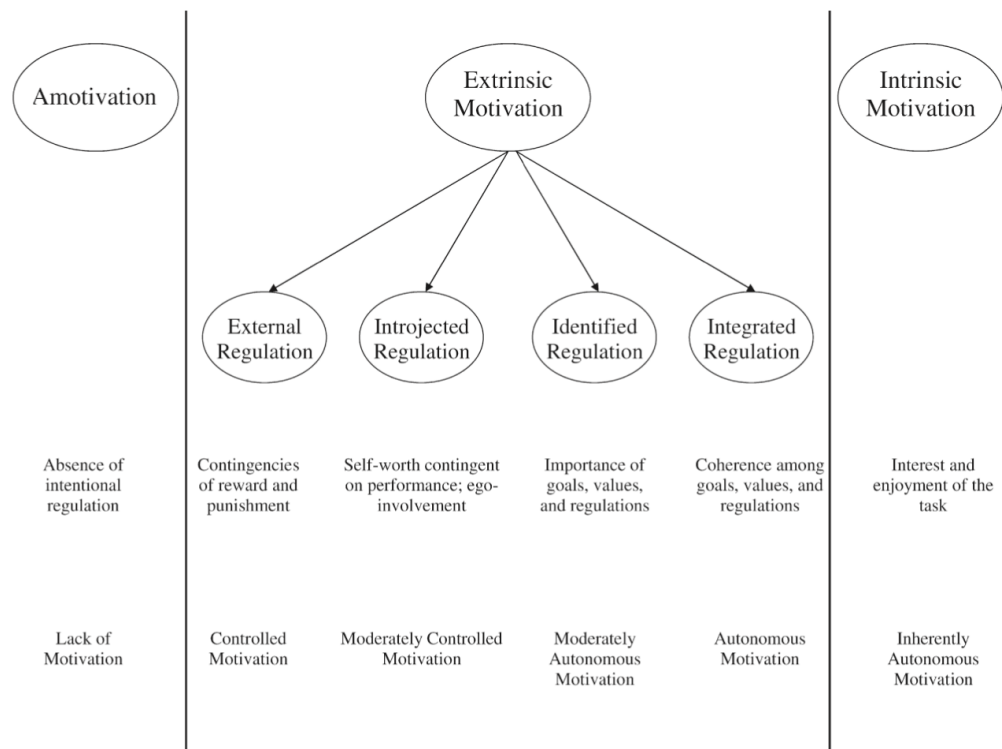 Amotivation
Extrinsic
Motivation
Intrinsic
Motivation
External
Regulation
Introjected
Regulation
Identified
Regulation
Integrated
Regulation
Absence of
intentional
regulation
Contingencies
of reward and
punishment
Self-worth contingent
on performance; ego-
involvement
Importance of
goals, values,
and regulations
Coherence among
goals, values, and
regulations
Interest and
enjoyment of the
task
Lack of
Motivation
Controlled
Motivation
Moderately Controlled
Motivation
Moderately
Autonomous
Motivation
Autonomous
Motivation
Inherently
Autonomous
Motivation